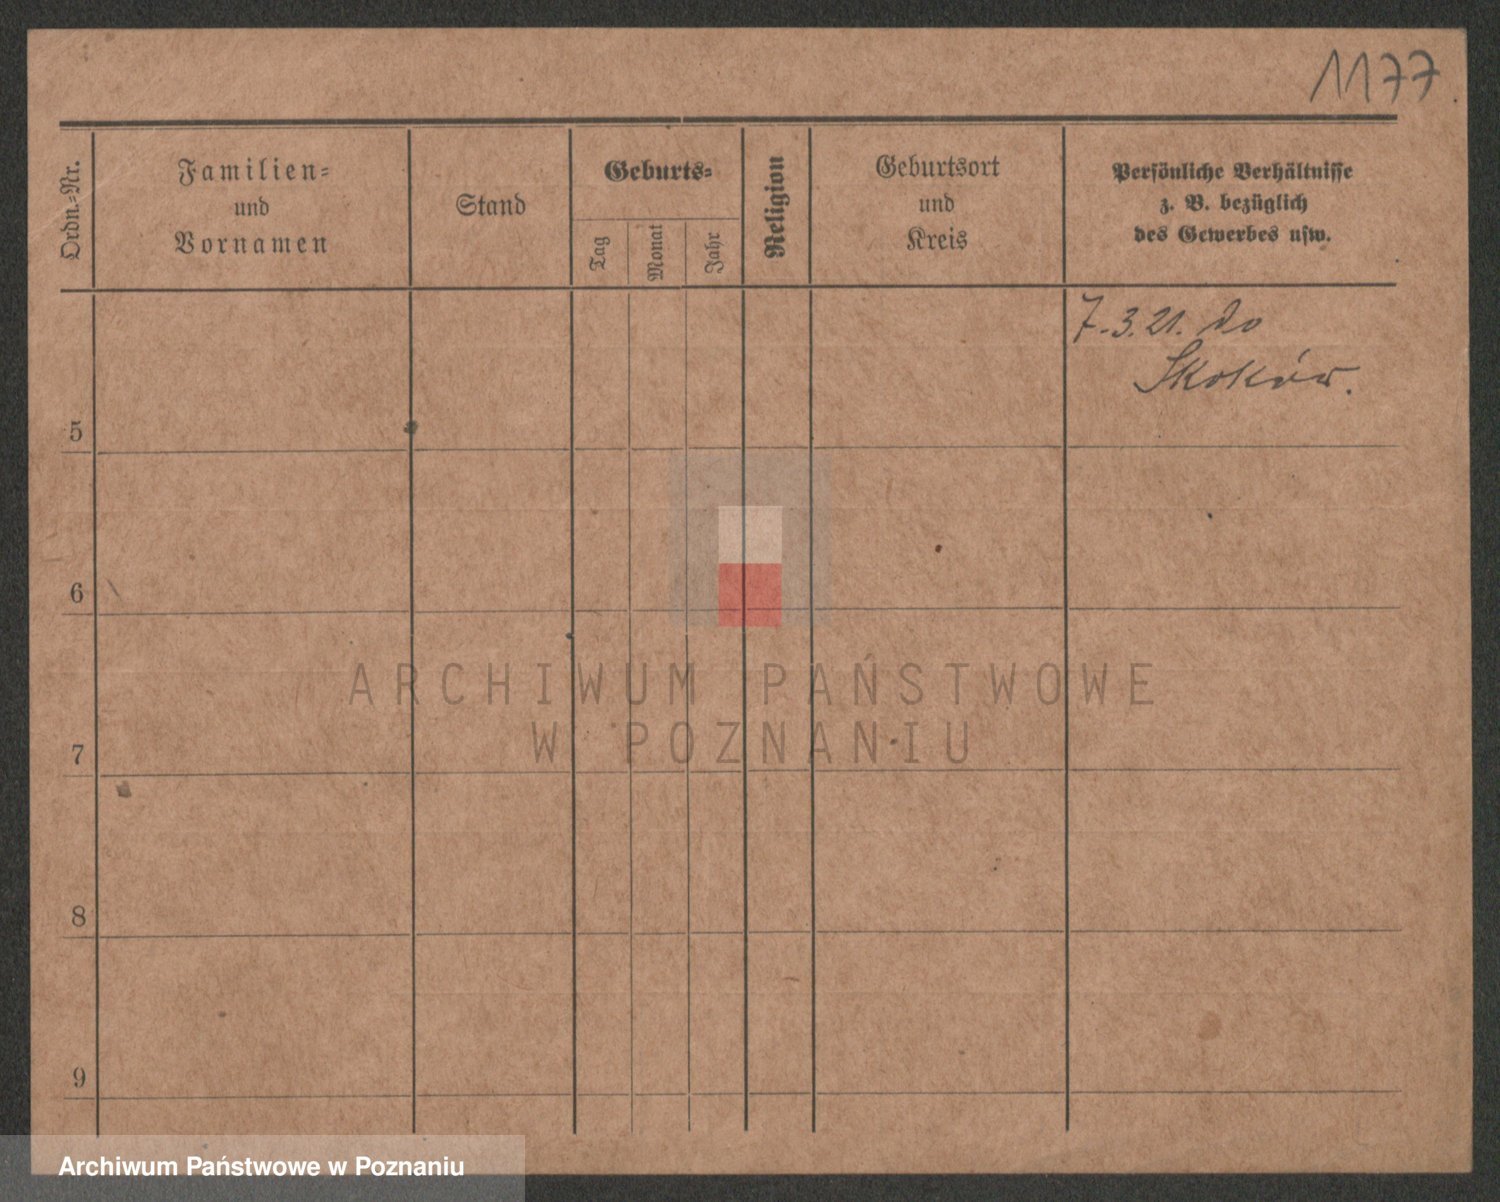 1177
Ordn.-Nr.
Familien-
und
Vornamen
Stand
Geburts-
Tag
Monat
Jahr
Religion
Geburtsort
und
Kreis
Persönliche Verhältnisse
z. B. bezüglich
des Gewerbes usw.
7.3.21. do
Skoków.
5
6
7
8
9
ARCHIWUM PAŃSTWOWE
W POZNANIU
Archiwum Państwowe w Poznaniu